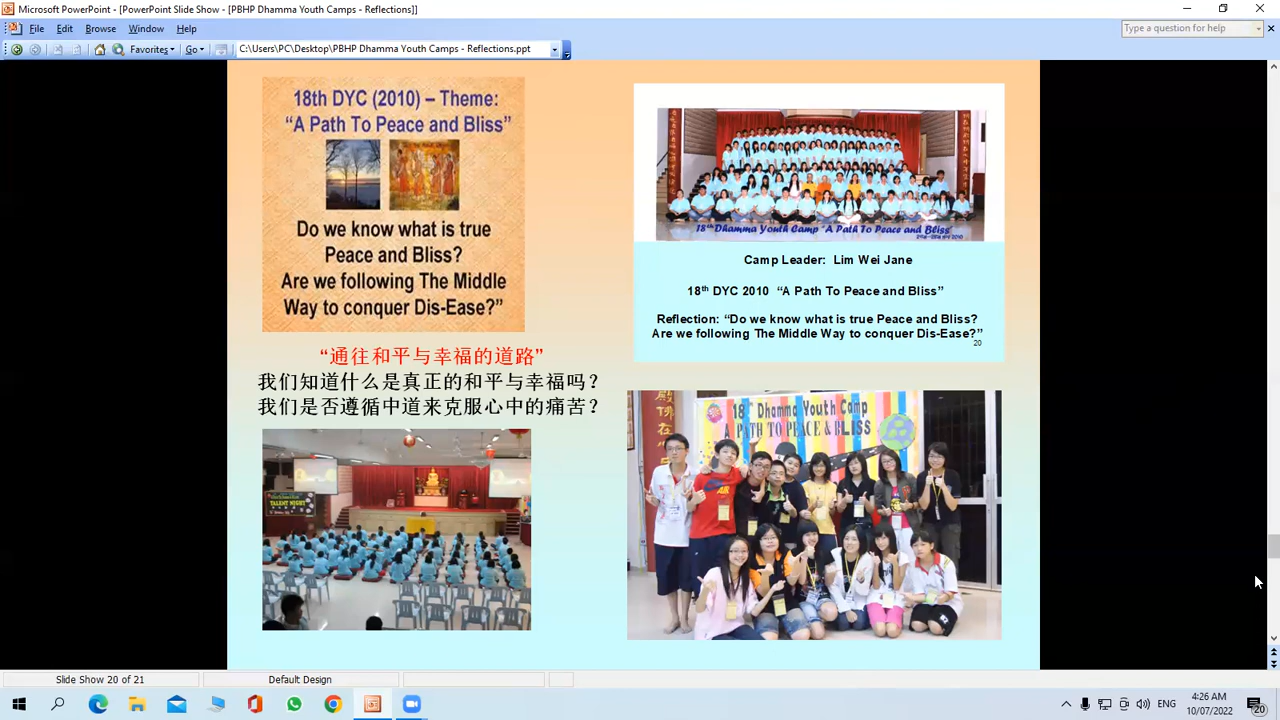 Microsoft PowerPoint - [PowerPoint Slide Show - [PBHP Dhamma Youth Camps - Reflections]]
File Edit Browse Window Help
Type a question for help
Favorites Go C:\Users\PC\Desktop\PBHP Dhamma Youth Camps - Reflections.ppt
18th DYC (2010) – Theme:
“A Path To Peace and Bliss”
Do we know what is true
Peace and Bliss?
Are we following The Middle
Way to conquer Dis-Ease?”
“通往和平与幸福的道路”
我们知道什么是真正的和平与幸福吗？
我们是否遵循中道来克服心中的痛苦？
TALENT NIGHT
18th Dhamma Youth Camp "A Path To Peace and Bliss"
Camp Leader: Lim Wei Jane
18th DYC 2010 “A Path To Peace and Bliss”
Reflection: “Do we know what is true Peace and Bliss?
Are we following The Middle Way to conquer Dis-Ease?”
20
18th Dhamma Youth Camp
A PATH TO PEACE & BLISS
Slide Show 20 of 21
Default Design
ENG
4:26 AM
10/07/2022
20